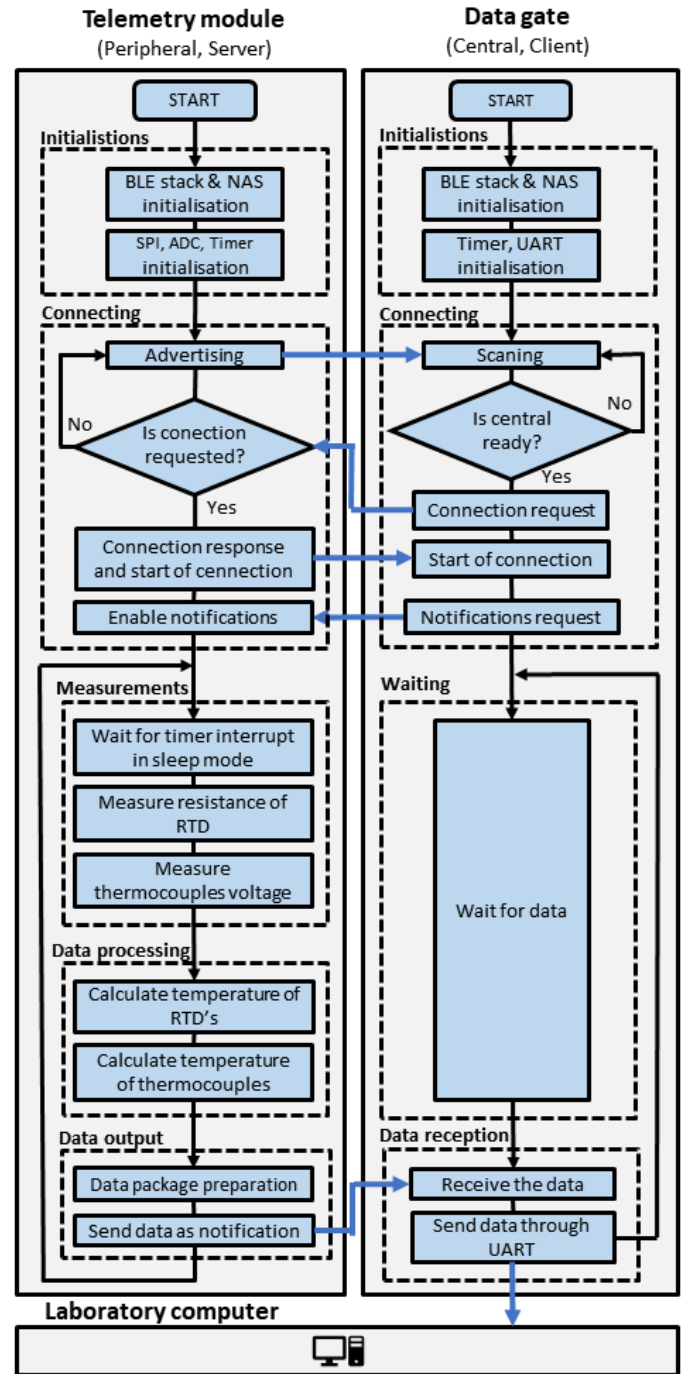 Telemetry module
(Peripheral, Server)
START
Initialistions
BLE stack & NAS
initialisation
SPI, ADC, Timer
initialisation
Connecting
Advertising
No
Is conection
requested?
Yes
Connection response
and start of cennection
Enable notifications
Measurements
Wait for timer interrupt
in sleep mode
Measure resistance of
RTD
Measure
thermocouples voltage
Data processing
Calculate temperature of
RTD's
Calculate temperature
of thermocouples
Data output
Data package preparation
Send data as notification
Data gate
(Central, Client)
START
Initialistions
BLE stack & NAS
initialisation
Timer, UART
initialisation
Connecting
Scaning
No
Is central
ready?
Yes
Connection request
Start of connection
Notifications request
Waiting
Wait for data
Data reception
Receive the data
Send data through
UART
Laboratory computer